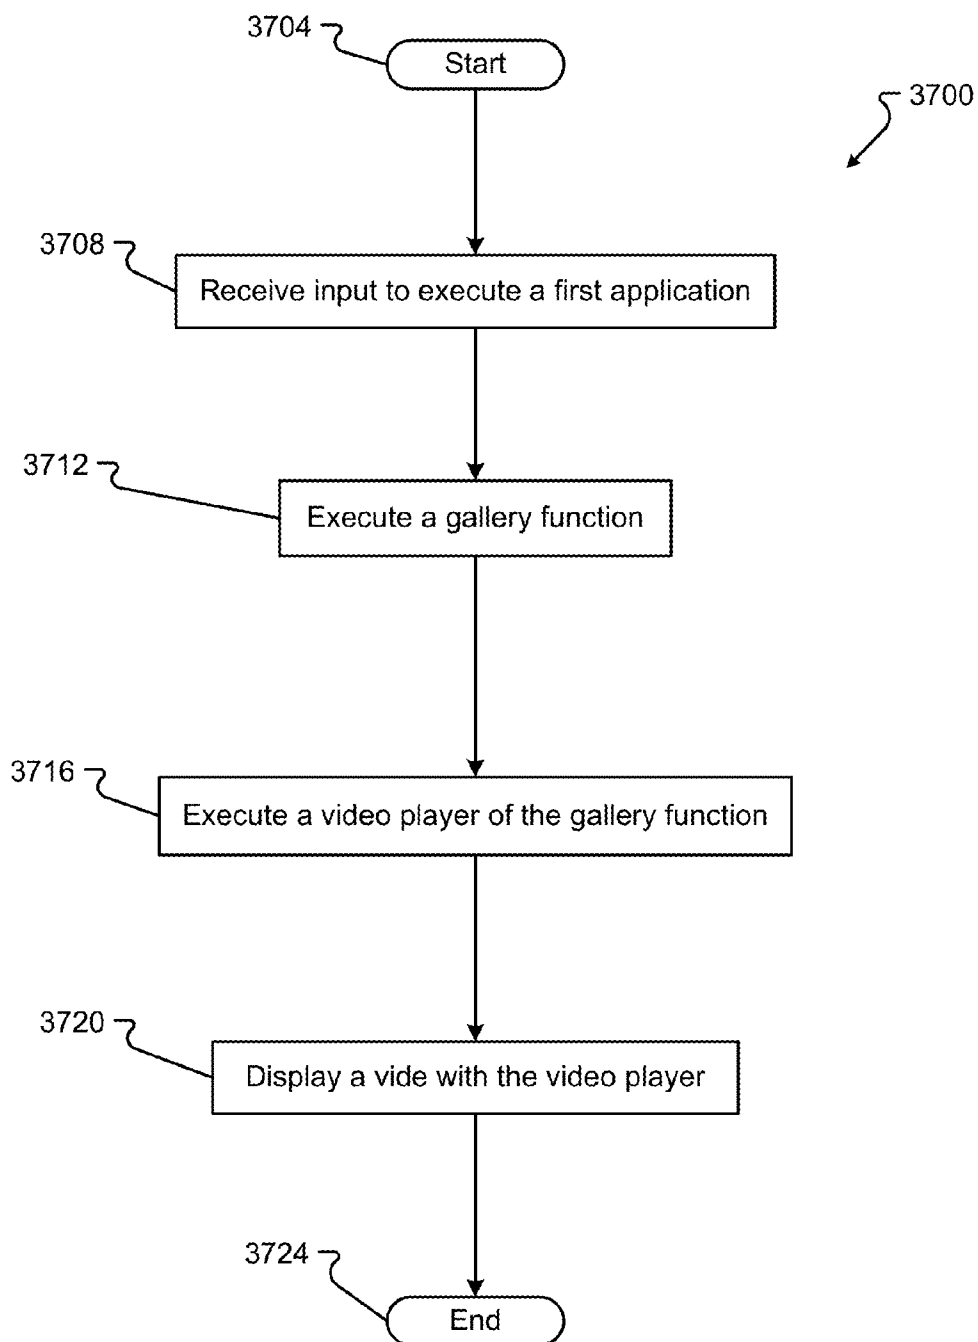 3704
Start
3700
3708
Receive input to execute a first application
3712
Execute a gallery function
3716
Execute a video player of the gallery function
3720
Display a vide with the video player
3724
End